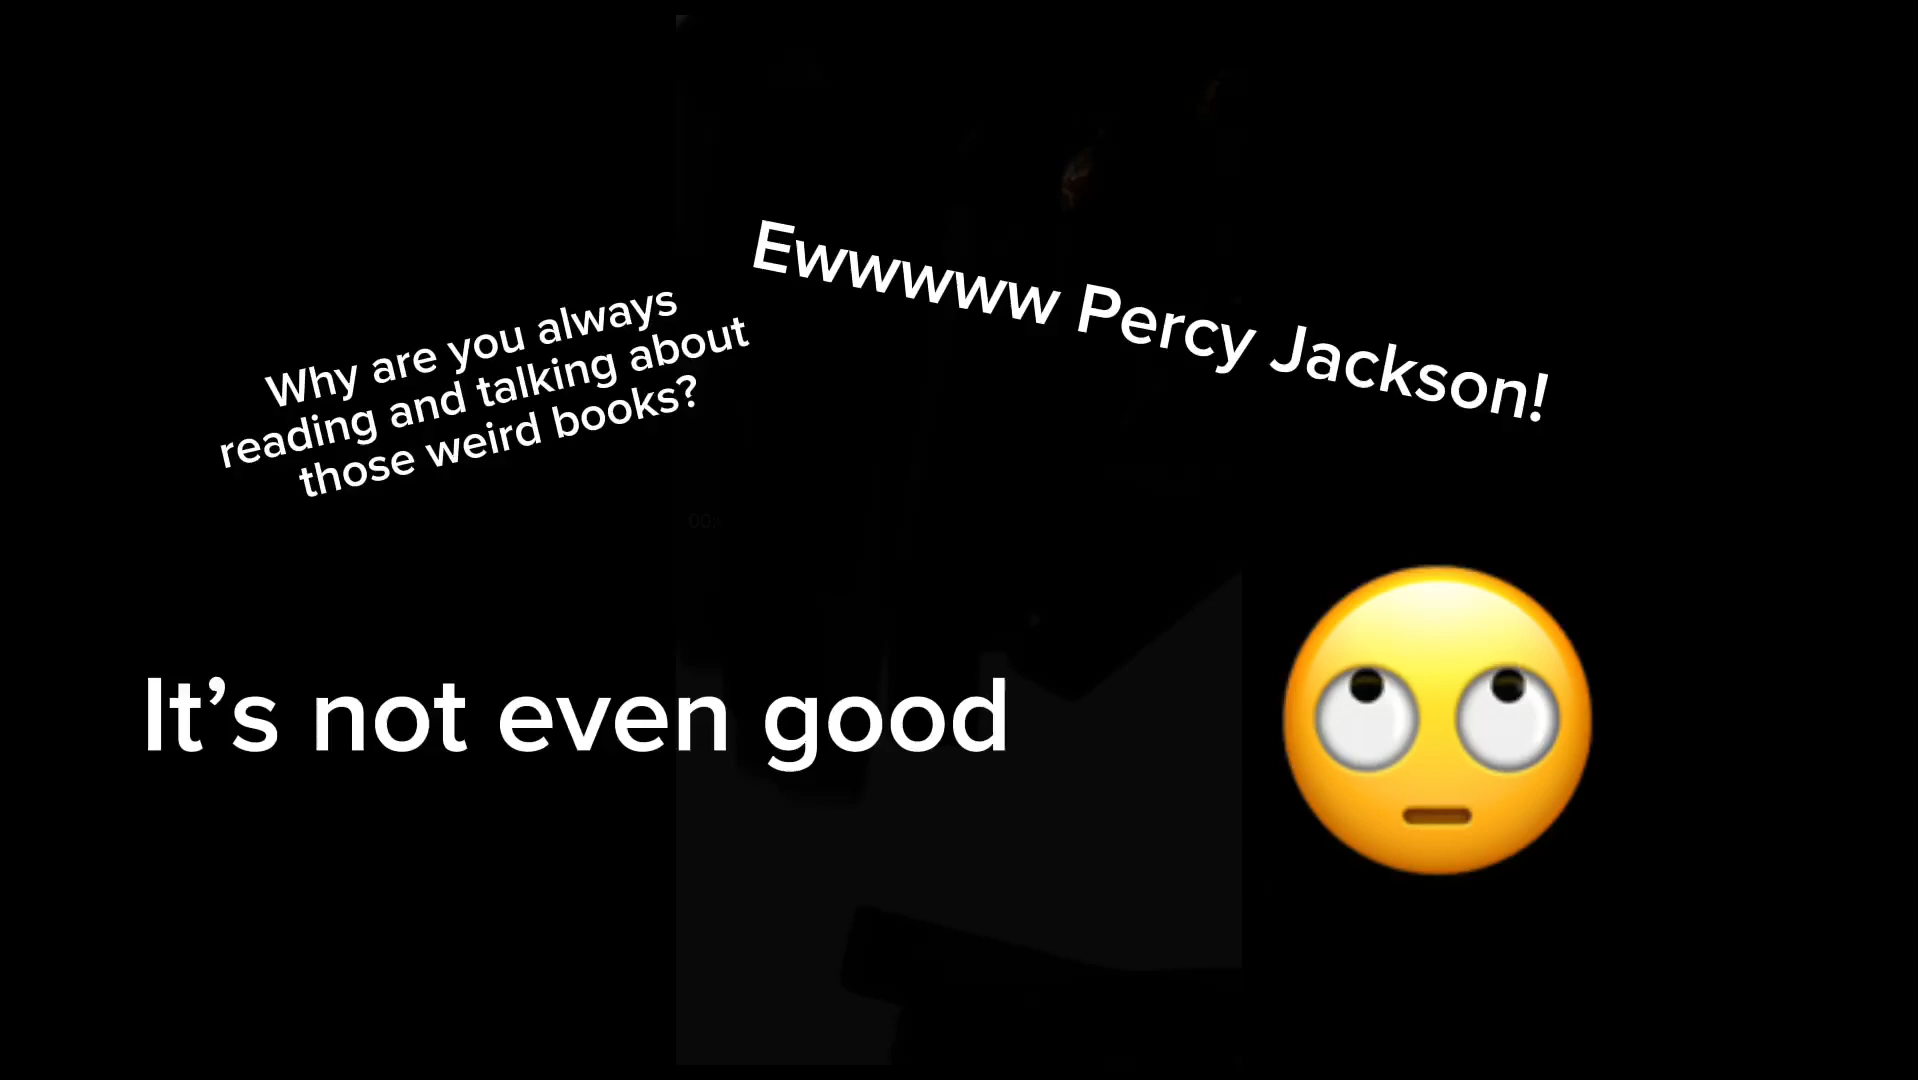 Ewwwww Percy Jackson!
Why are you always
reading and talking about
those weird books?
It’s not even good